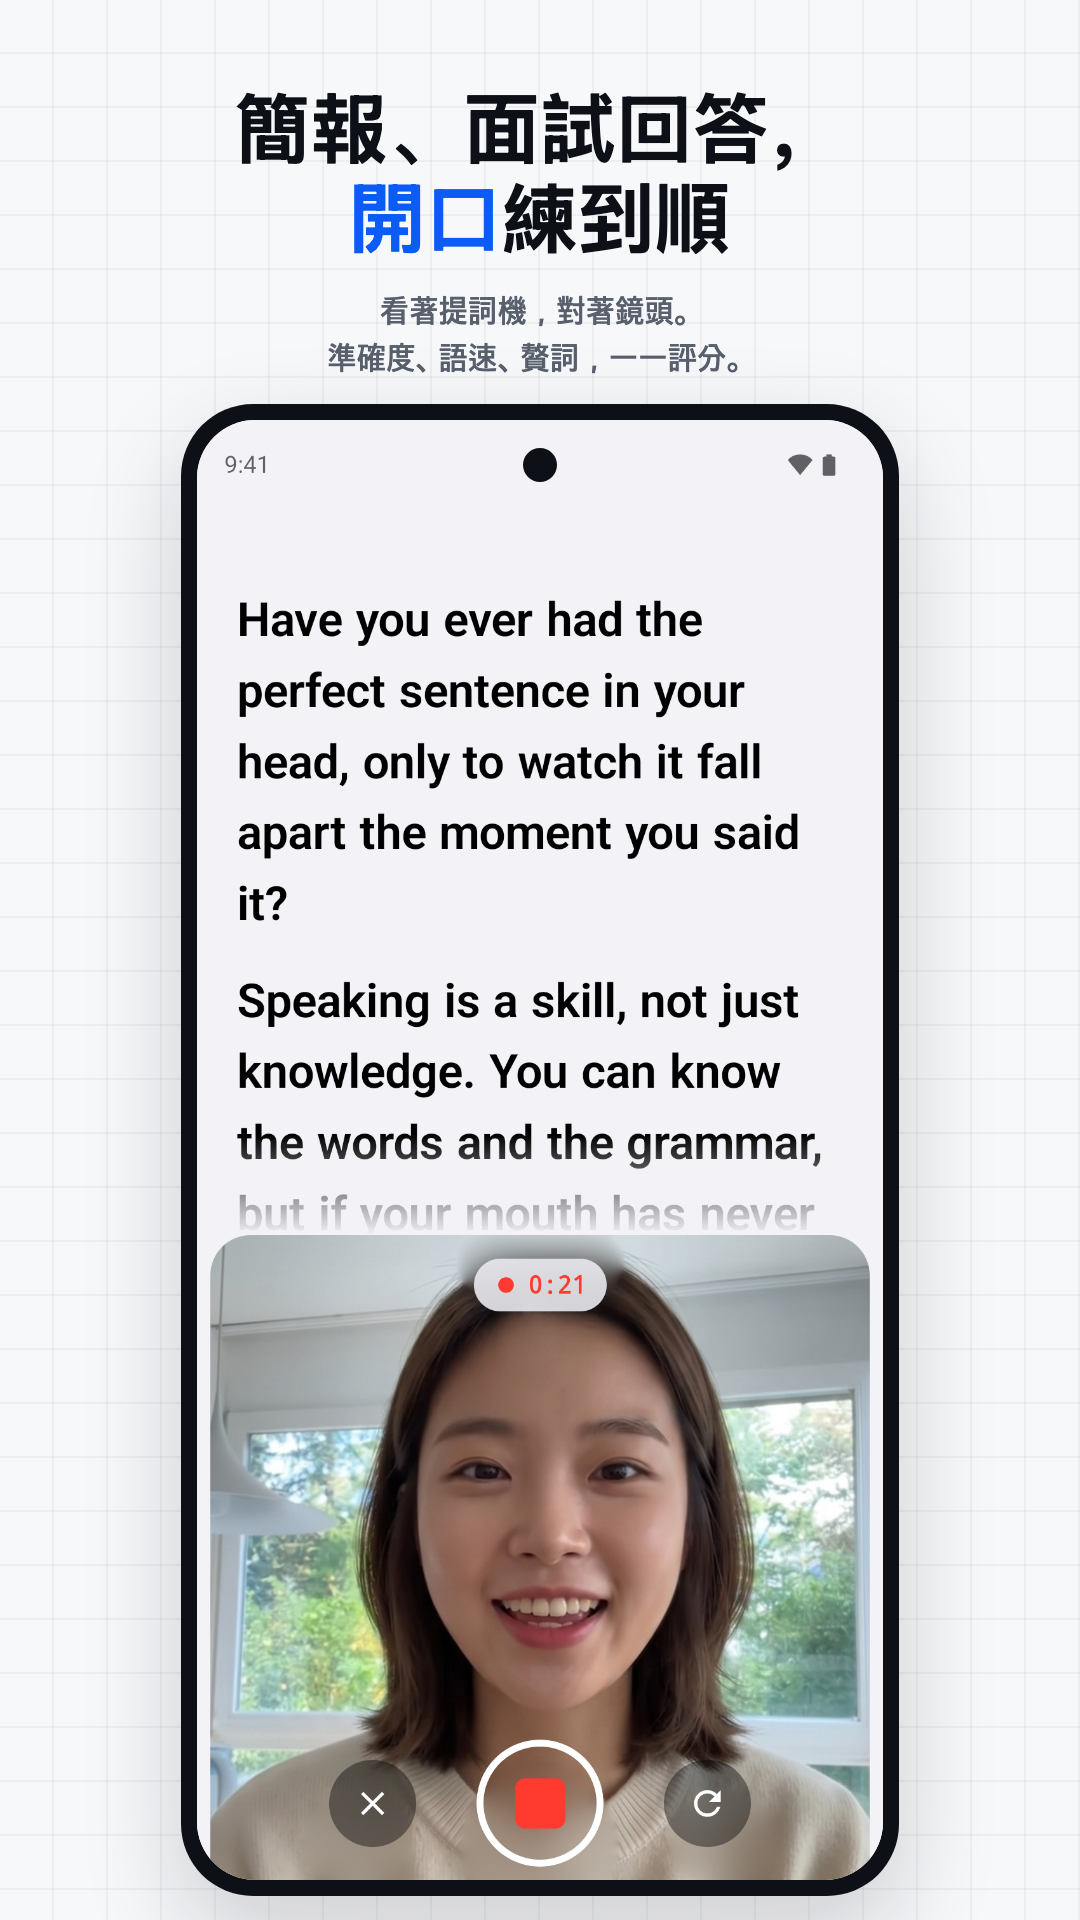 簡報、面試回答，
開口練到順
看著提詞機，對著鏡頭。
準確度、語速、贅詞，一一評分。
9:41
Have you ever had the
perfect sentence in your
head, only to watch it fall
apart the moment you said
it?
Speaking is a skill, not just
knowledge. You can know
the words and the grammar,
but if your mouth has never
0:21